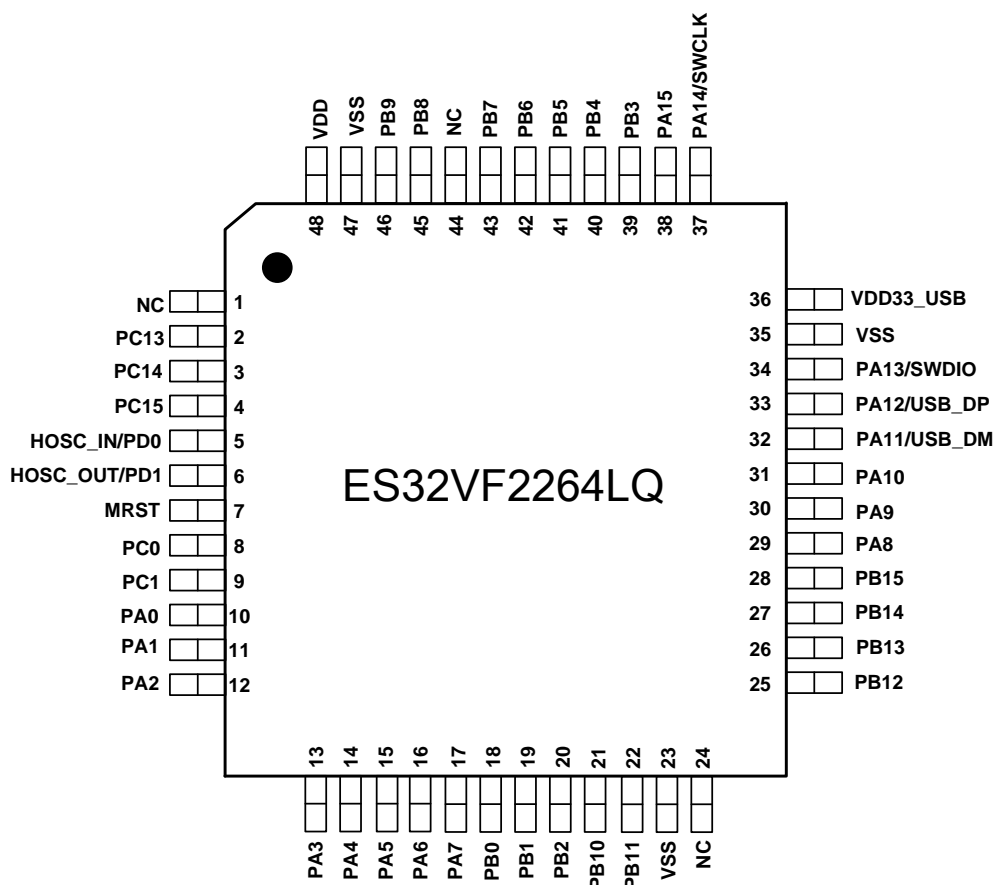 VDD VSS PB9 PB8 NC PB7 PB6 PB5 PB4 PB3 PA15 PA14/SWCLK
48 47 46 45 44 43 42 41 40 39 38 37
NC 1
PC13 2
PC14 3
PC15 4
HOSC_IN/PD0 5
HOSC_OUT/PD1 6
MRST 7
PC0 8
PC1 9
PA0 10
PA1 11
PA2 12
ES32VF2264LQ
36 VDD33_USB
35 VSS
34 PA13/SWDIO
33 PA12/USB_DP
32 PA11/USB_DM
31 PA10
30 PA9
29 PA8
28 PB15
27 PB14
26 PB13
25 PB12
13 14 15 16 17 18 19 20 21 22 23 24
PA3 PA4 PA5 PA6 PA7 PB0 PB1 PB2 PB10 PB11 VSS NC